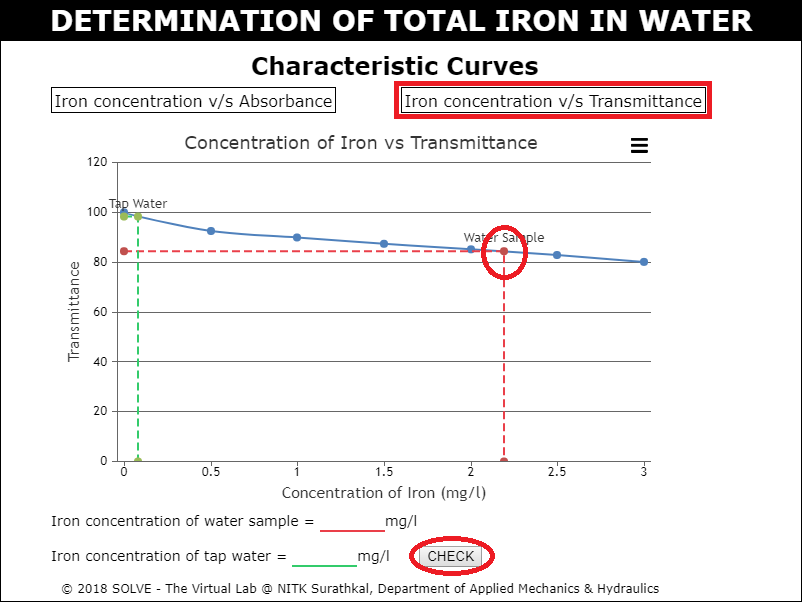 DETERMINATION OF TOTAL IRON IN WATER
Characteristic Curves
Iron concentration v/s Absorbance
Iron concentration v/s Transmittance
Concentration of Iron vs Transmittance
120
100
80
60
40
20
0
Transmittance
Tap Water
Water Sample
0 0.5 1 1.5 2 2.5 3
Concentration of Iron (mg/l)
Iron concentration of water sample = mg/l
Iron concentration of tap water = mg/l CHECK
© 2018 SOLVE - The Virtual Lab @ NITK Surathkal, Department of Applied Mechanics & Hydraulics